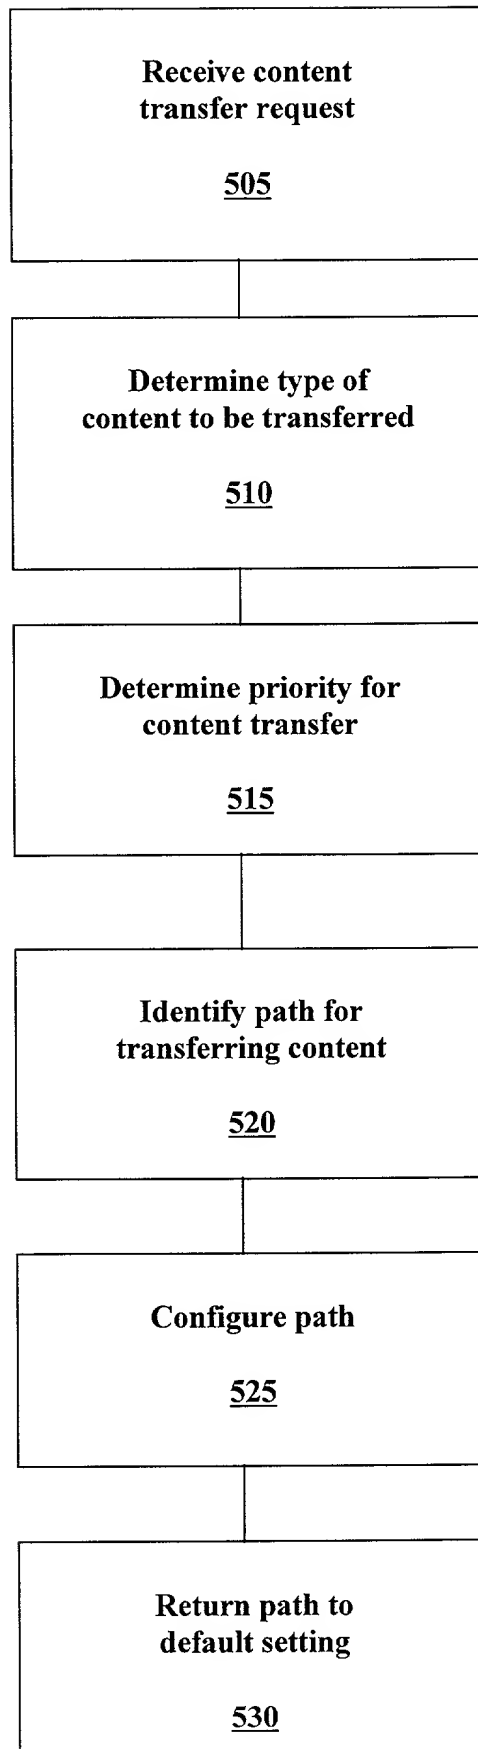 Receive content
transfer request
505
Determine type of
content to be transferred
510
Determine priority for
content transfer
515
Identify path for
transferring content
520
Configure path
525
Return path to
default setting
530